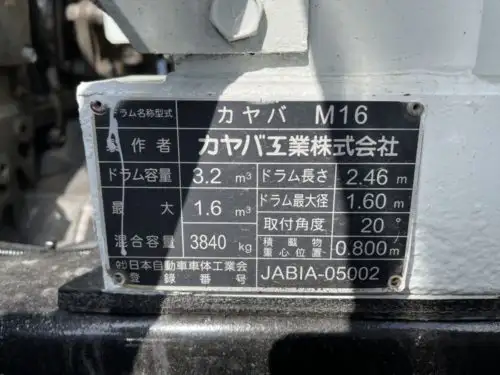 ドラム名称型式 カヤバ M16
製作者 カヤバ工業株式会社
ドラム容量 3.2 m³ ドラム長さ 2.46 m
最大 1.6 m³ ドラム最大径 1.60 m
混合容量 3840 kg 取付角度 20°
積載物重心位置 0.800 m
㈳日本自動車車体工業会
登録番号 JABIA-05002